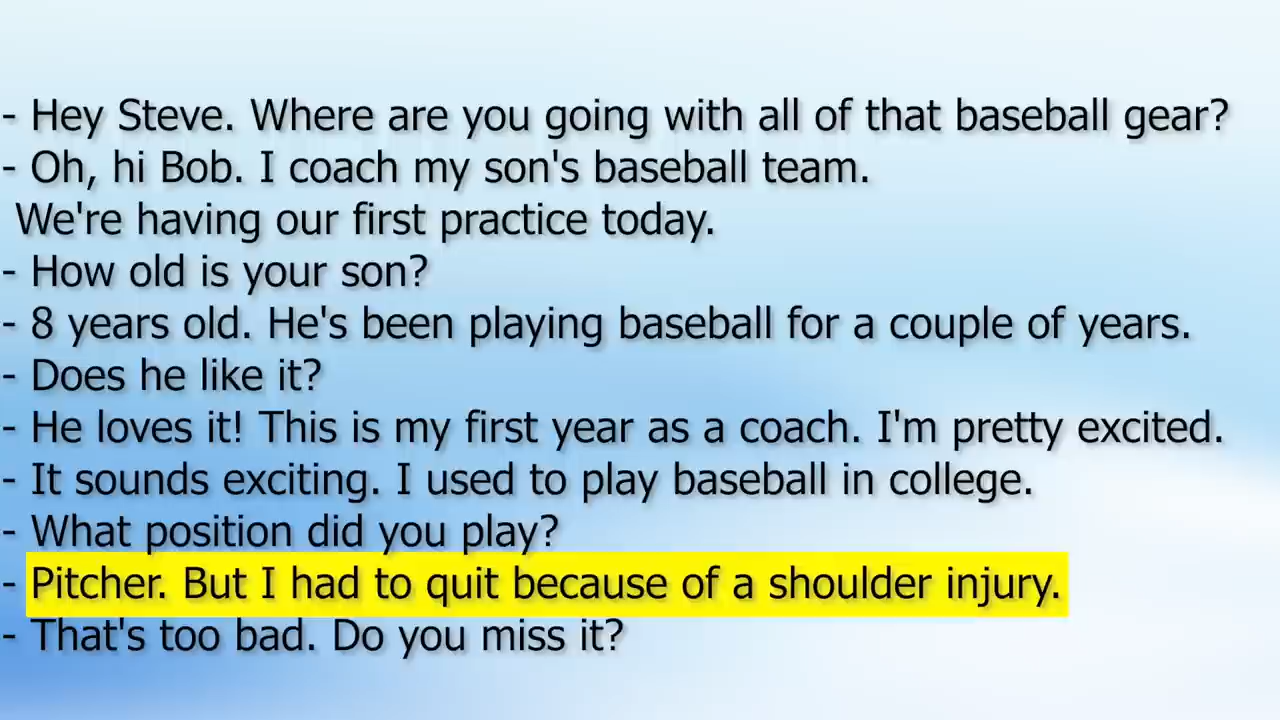 - Hey Steve. Where are you going with all of that baseball gear?
- Oh, hi Bob. I coach my son's baseball team.
We're having our first practice today.
- How old is your son?
- 8 years old. He's been playing baseball for a couple of years.
- Does he like it?
- He loves it! This is my first year as a coach. I'm pretty excited.
- It sounds exciting. I used to play baseball in college.
- What position did you play?
- Pitcher. But I had to quit because of a shoulder injury.
- That's too bad. Do you miss it?